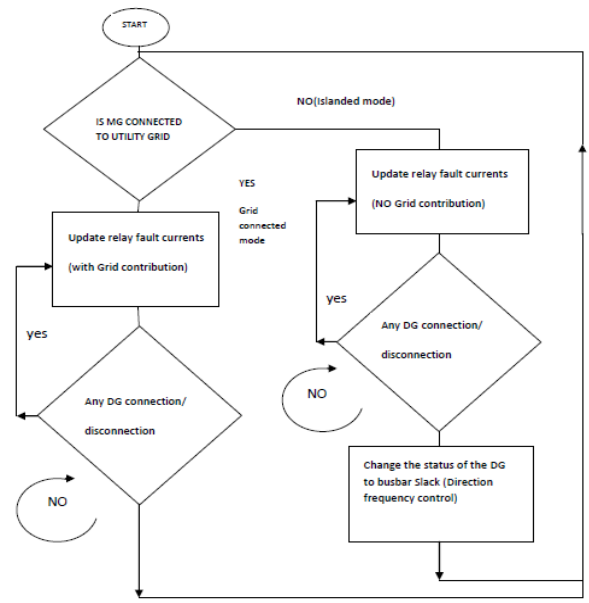 START
IS MG CONNECTED
TO UTILITY GRID
NO(Islanded mode)
YES
Grid
connected
mode
Update relay fault currents
(with Grid contribution)
yes
Any DG connection/
disconnection
NO
Update relay fault currents
(NO Grid contribution)
yes
Any DG connection/
disconnection
NO
Change the status of the DG
to busbar Slack (Direction
frequency control)